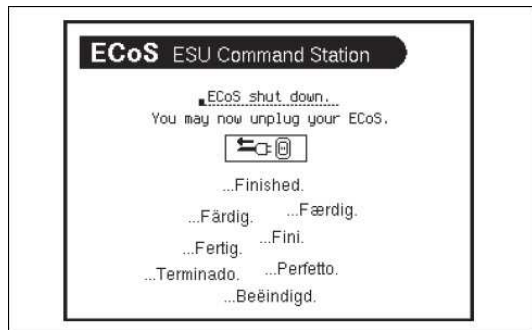 ECoS ESU Command Station
ECoS shut down.
You may now unplug your ECoS.
...Finished.
...Färdig. ...Færdig.
...Fertig. ...Fini.
...Terminado. ...Perfetto.
...Beëindigd.